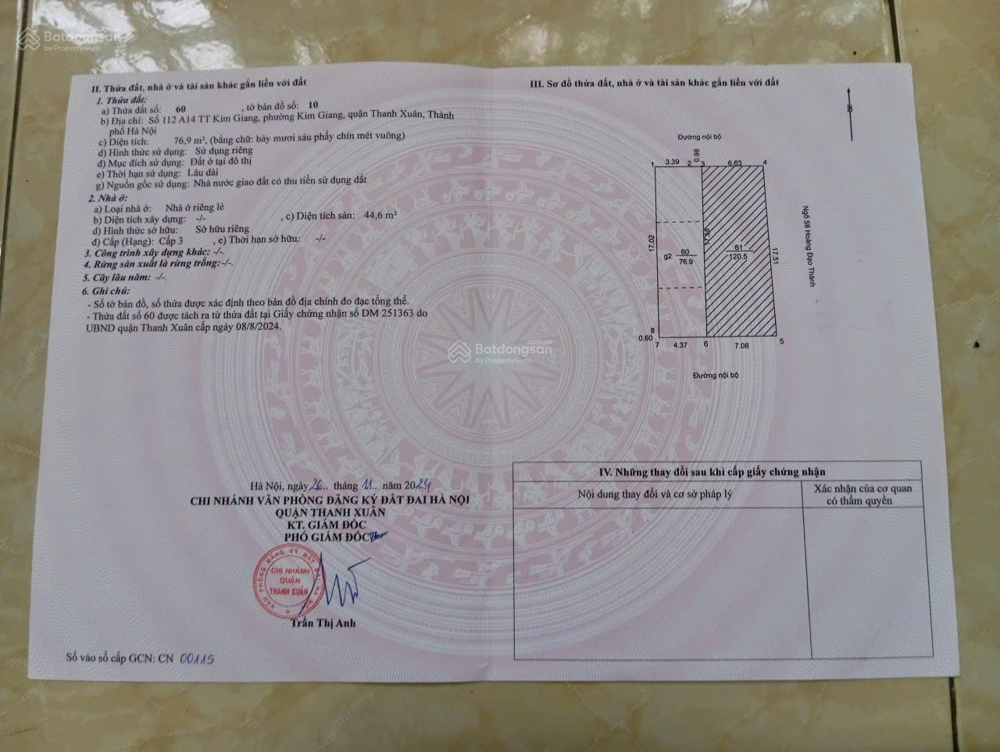 Batdongsan
by PropertyGuru
II. Thửa đất, nhà ở và tài sản khác gắn liền với đất
1. Thửa đất:
a) Thửa đất số: 60 , tờ bản đồ số: 10
b) Địa chỉ: Số 112 A14 TT Kim Giang, phường Kim Giang, quận Thanh Xuân, Thành
phố Hà Nội
c) Diện tích: 76,9 m², (bằng chữ: bảy mươi sáu phẩy chín mét vuông)
d) Hình thức sử dụng: Sử dụng riêng
đ) Mục đích sử dụng: Đất ở tại đô thị
e) Thời hạn sử dụng: Lâu dài
g) Nguồn gốc sử dụng: Nhà nước giao đất có thu tiền sử dụng đất
2. Nhà ở:
a) Loại nhà ở: Nhà ở riêng lẻ
b) Diện tích xây dựng: -/- , c) Diện tích sàn: 44,6 m²
d) Hình thức sở hữu: Sở hữu riêng
đ) Cấp (Hạng): Cấp 3 , e) Thời hạn sở hữu: -/-
3. Công trình xây dựng khác: -/-.
4. Rừng sản xuất là rừng trồng:-/-.
5. Cây lâu năm: -/-.
6. Ghi chú:
- Số tờ bản đồ, số thửa được xác định theo bản đồ địa chính đo đạc tổng thể.
- Thửa đất số 60 được tách ra từ thửa đất tại Giấy chứng nhận số DM 251363 do
UBND quận Thanh Xuân cấp ngày 08/8/2024.
Hà Nội, ngày 26 tháng 11 năm 2024
CHI NHÁNH VĂN PHÒNG ĐĂNG KÝ ĐẤT ĐAI HÀ NỘI
QUẬN THANH XUÂN
KT. GIÁM ĐỐC
PHÓ GIÁM ĐỐC
VĂN PHÒNG ĐĂNG KÝ ĐẤT ĐAI HÀ NỘI
CHI NHÁNH
QUẬN
THANH XUÂN
Trần Thị Anh
Số vào sổ cấp GCN: CN 00115
III. Sơ đồ thửa đất, nhà ở và tài sản khác gắn liền với đất
B
Đường nội bộ
1 3.39 2 0.98 3 6.63 4
17.02
g2 60
76.9
61
120.5
17.51
Ngõ 58 Hoàng Đạo Thành
8
0.60 7 4.37 6 7.08 5
Đường nội bộ
Batdongsan
.com.vn
by PropertyGuru
IV. Những thay đổi sau khi cấp giấy chứng nhận
Nội dung thay đổi và cơ sở pháp lý
Xác nhận của cơ quan
có thẩm quyền